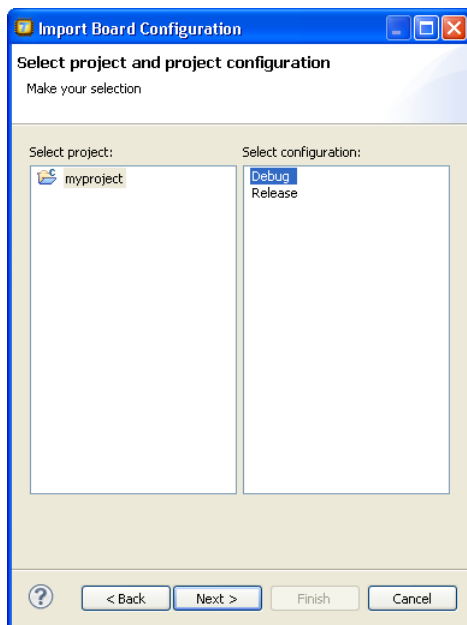 Import Board Configuration
Select project and project configuration
Make your selection
Select project:
Select configuration:
myproject
Debug
Release
? < Back Next > Finish Cancel